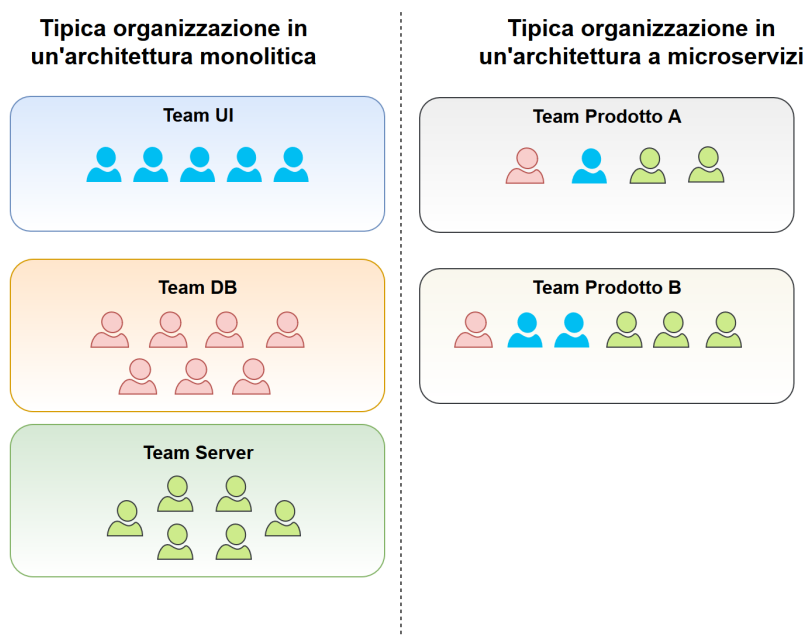 Tipica organizzazione in
un'architettura monolitica
Team UI
Team DB
Team Server
Tipica organizzazione in
un'architettura a microservizi
Team Prodotto A
Team Prodotto B